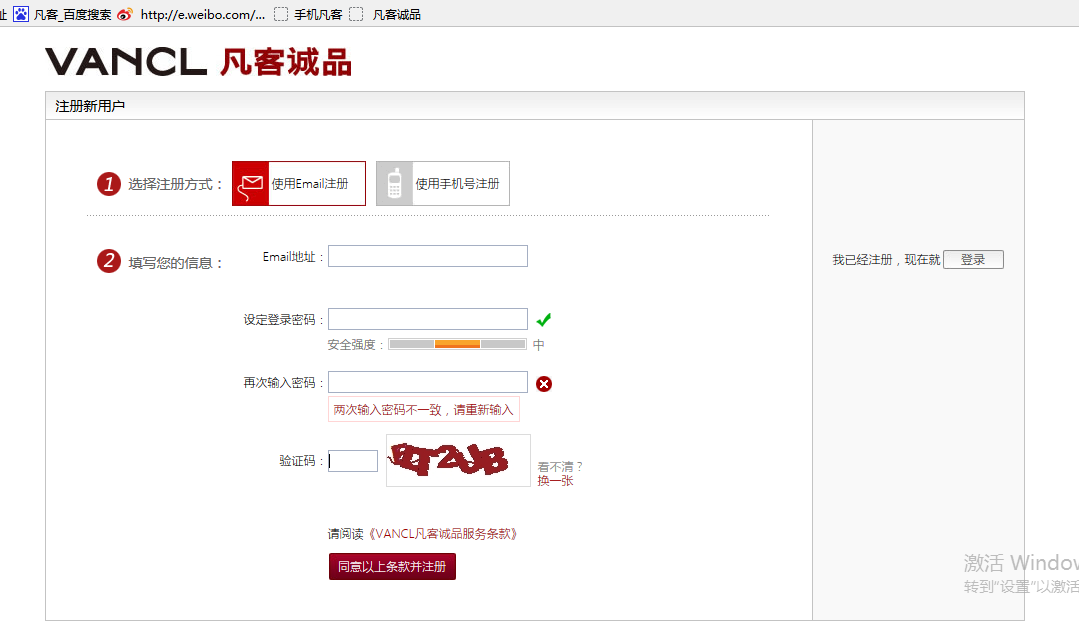 址 凡客_百度搜索 http://e.weibo.com/... 手机凡客 凡客诚品
VANCL 凡客诚品
注册新用户
1 选择注册方式： 使用Email注册 使用手机号注册
2 填写您的信息： Email地址：
我已经注册，现在就 登录
设定登录密码：
安全强度： 中
再次输入密码：
两次输入密码不一致，请重新输入
验证码：
看不清？
换一张
请阅读《VANCL凡客诚品服务条款》
同意以上条款并注册
激活 Window
转到"设置"以激活